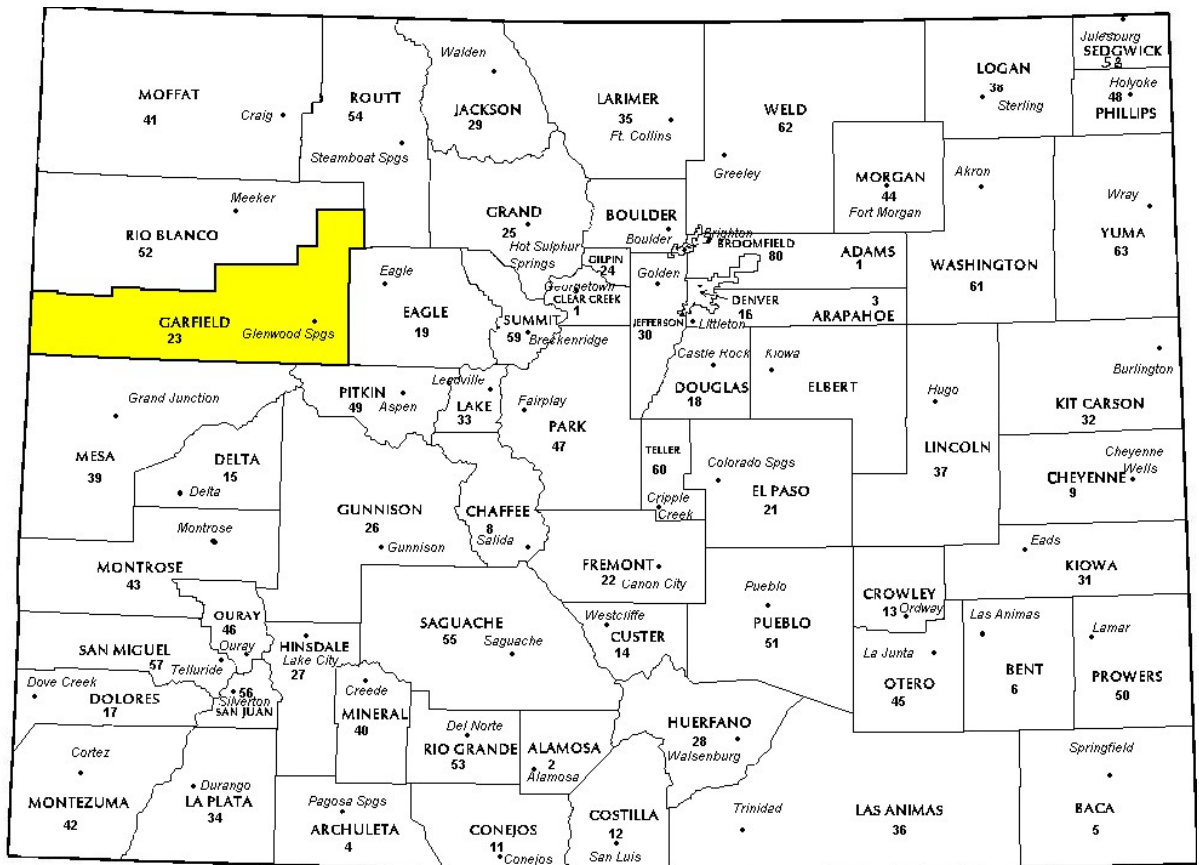 Julesburg
SEDGWICK
58
Walden
LOGAN
38
Holyoke
48
PHILLIPS
Sterling
MOFFAT
41
Craig
ROUTT
54
JACKSON
29
LARIMER
35
Ft. Collins
WELD
62
Steamboat Spgs
Greeley
MORGAN
44
Fort Morgan
Akron
Wray
YUMA
63
Meeker
RIO BLANCO
52
GRAND
25
Hot Sulphur
Springs
BOULDER
Boulder
Brighton
BROOMFIELD
80
ADAMS
1
WASHINGTON
61
GILPIN
24
Georgetown
CLEAR CREEK
1
Golden
JEFFERSON
30
DENVER
16
Littleton
3
ARAPAHOE
GARFIELD
23
Glenwood Spgs
Eagle
EAGLE
19
SUMMIT
59
Breckenridge
Castle Rock
DOUGLAS
18
Kiowa
ELBERT
Hugo
Burlington
KIT CARSON
32
Grand Junction
PITKIN
49
Aspen
Leadville
LAKE
33
Fairplay
PARK
47
TELLER
60
Cripple
Creek
Colorado Spgs
EL PASO
21
LINCOLN
37
Cheyenne
Wells
CHEYENNE
9
MESA
39
DELTA
15
Delta
GUNNISON
26
Gunnison
CHAFFEE
8
Salida
Montrose
MONTROSE
43
FREMONT
22
Canon City
Pueblo
PUEBLO
51
CROWLEY
13
Ordway
Eads
KIOWA
31
OURAY
46
Ouray
HINSDALE
Lake City
27
SAGUACHE
55
Saguache
Westcliffe
CUSTER
14
La Junta
OTERO
45
Las Animas
BENT
6
Lamar
PROWERS
50
SAN MIGUEL
57
Telluride
Dove Creek
DOLORES
17
56
Silverton
SAN JUAN
Creede
MINERAL
40
Del Norte
RIO GRANDE
53
ALAMOSA
2
Alamosa
HUERFANO
28
Walsenburg
Cortez
MONTEZUMA
42
Durango
LA PLATA
34
Pagosa Spgs
ARCHULETA
4
CONEJOS
11
Conejos
COSTILLA
12
San Luis
Trinidad
LAS ANIMAS
36
Springfield
BACA
5